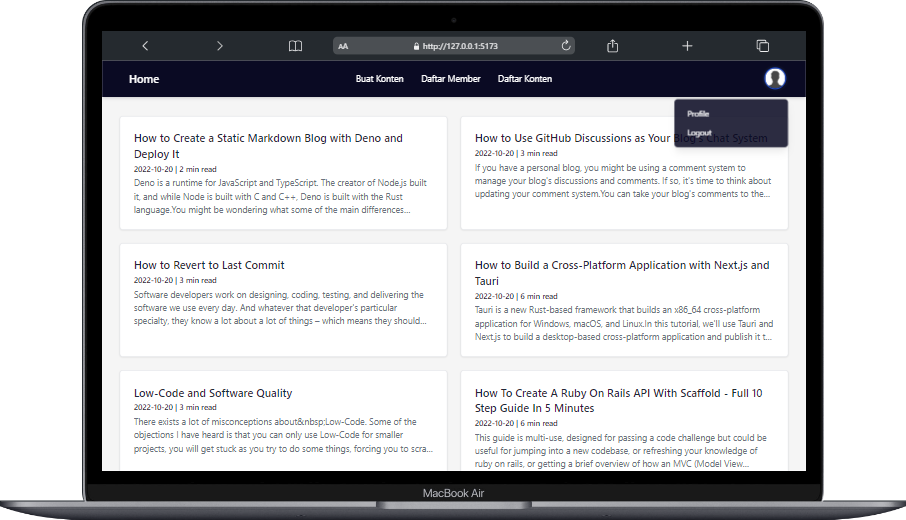 AA
http://127.0.0.1:5173
Home
Buat Konten
Daftar Member
Daftar Konten
Profile
Logout
How to Create a Static Markdown Blog with Deno and
Deploy It
2022-10-20 | 2 min read
Deno is a runtime for JavaScript and TypeScript. The creator of Node.js built
it, and while Node is built with C and C++, Deno is built with the Rust
language.You might be wondering what some of the main differences...
How to Use GitHub Discussions as Your Blog's Chat System
2022-10-20 | 3 min read
If you have a personal blog, you might be using a comment system to
manage your blog's discussions and comments. If so, it's time to think about
updating your comment system.You can take your blog's comments to the...
How to Revert to Last Commit
2022-10-20 | 3 min read
Software developers work on designing, coding, testing, and delivering the
software we use every day. And whatever that developer's particular
specialty, they know a lot about a lot of things – which means they should...
How to Build a Cross-Platform Application with Next.js and
Tauri
2022-10-20 | 6 min read
Tauri is a new Rust-based framework that builds an x86_64 cross-platform
application for Windows, macOS, and Linux.In this tutorial, we'll use Tauri and
Next.js to build a desktop-based cross-platform application and publish it t...
Low-Code and Software Quality
2022-10-20 | 3 min read
There exists a lot of misconceptions about&nbsp;Low-Code. Some of the
objections I have heard is that you can only use Low-Code for smaller
projects, you will get stuck as you try to do some things, forcing you to scra...
How To Create A Ruby On Rails API With Scaffold - Full 10
Step Guide In 5 Minutes
2022-10-20 | 6 min read
This guide is multi-use, designed for passing a code challenge but could be
useful for jumping into a new codebase, or refreshing your knowledge of
ruby on rails, or getting a brief overview of how an MVC (Model View...
MacBook Air